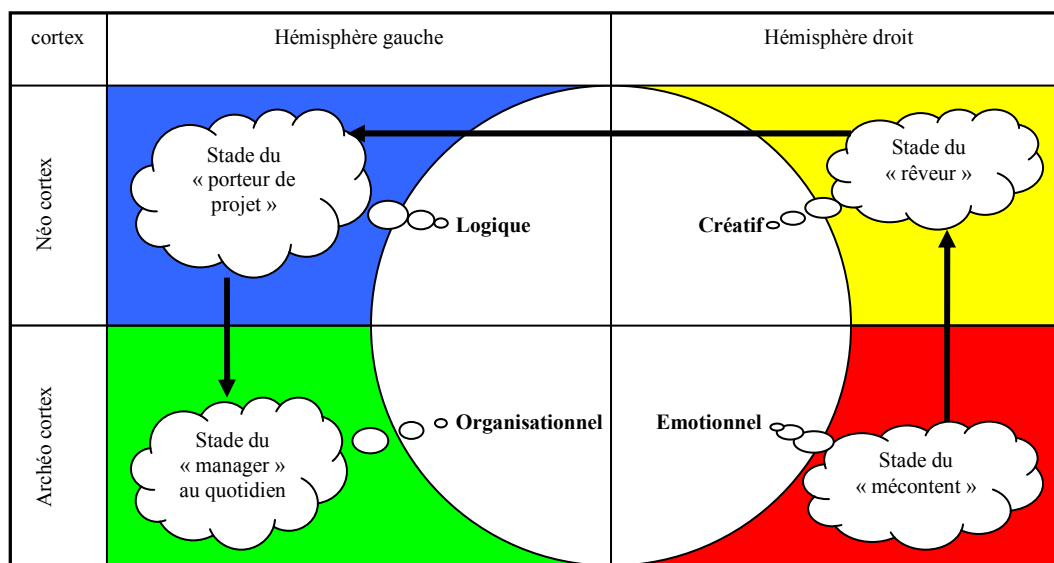 cortex
Hémisphère gauche
Hémisphère droit
Néo cortex
Stade du
« porteur de
projet »
Logique
Créatif
Stade du
« rêveur »
Archéo cortex
Stade du
« manager »
au quotidien
Organisationnel
Emotionnel
Stade du
« mécontent »